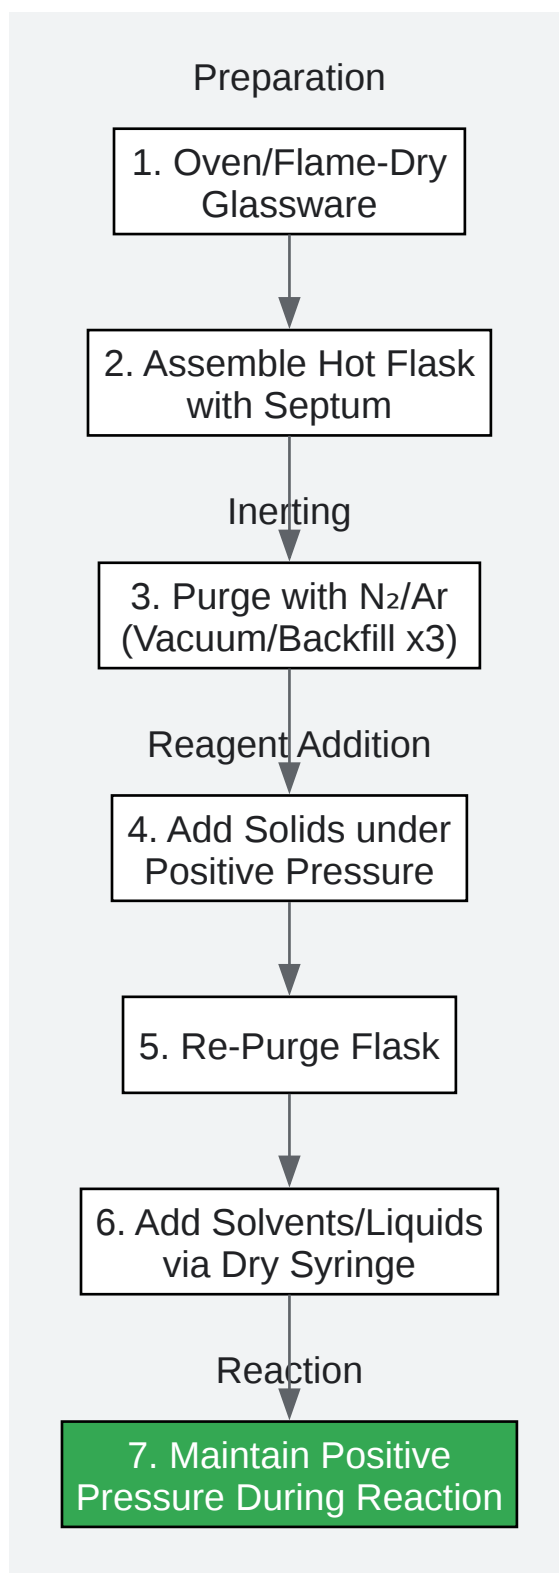 Preparation
1. Oven/Flame-Dry
Glassware
2. Assemble Hot Flask
with Septum
Inerting
3. Purge with N₂/Ar
(Vacuum/Backfill x3)
Reagent Addition
4. Add Solids under
Positive Pressure
5. Re-Purge Flask
6. Add Solvents/Liquids
via Dry Syringe
Reaction
7. Maintain Positive
Pressure During Reaction